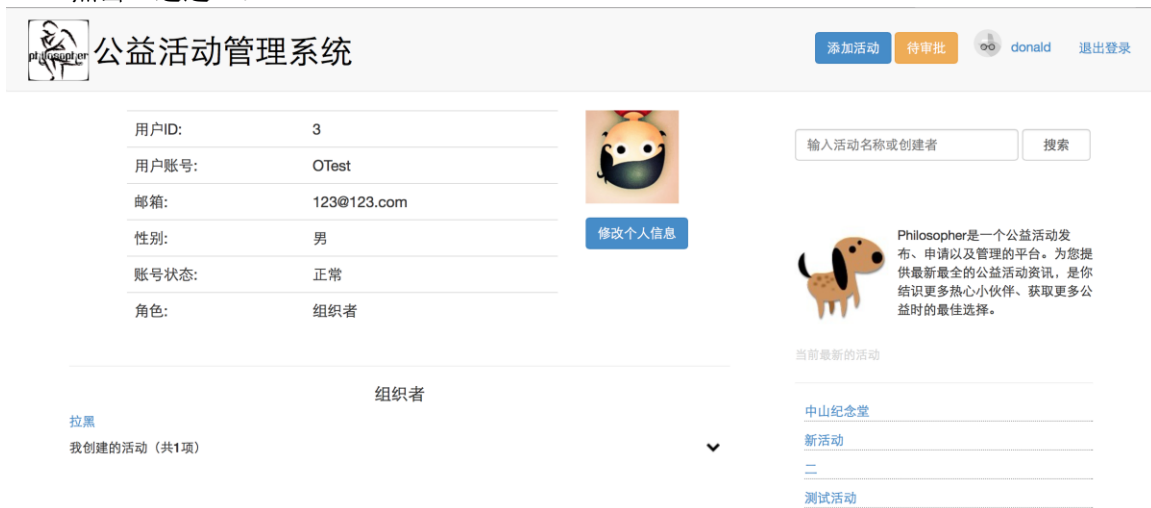 philosopher
公益活动管理系统
添加活动
待审批
donald
退出登录
用户ID:
3
用户账号:
OTest
邮箱:
123@123.com
性别:
男
账号状态:
正常
角色:
组织者
修改个人信息
输入活动名称或创建者
搜索
Philosopher是一个公益活动发
布、申请以及管理的平台。为您提
供最新最全的公益活动资讯，是你
结识更多热心小伙伴、获取更多公
益时的最佳选择。
当前最新的活动
组织者
拉黑
我创建的活动（共1项）
中山纪念堂
新活动
二
测试活动